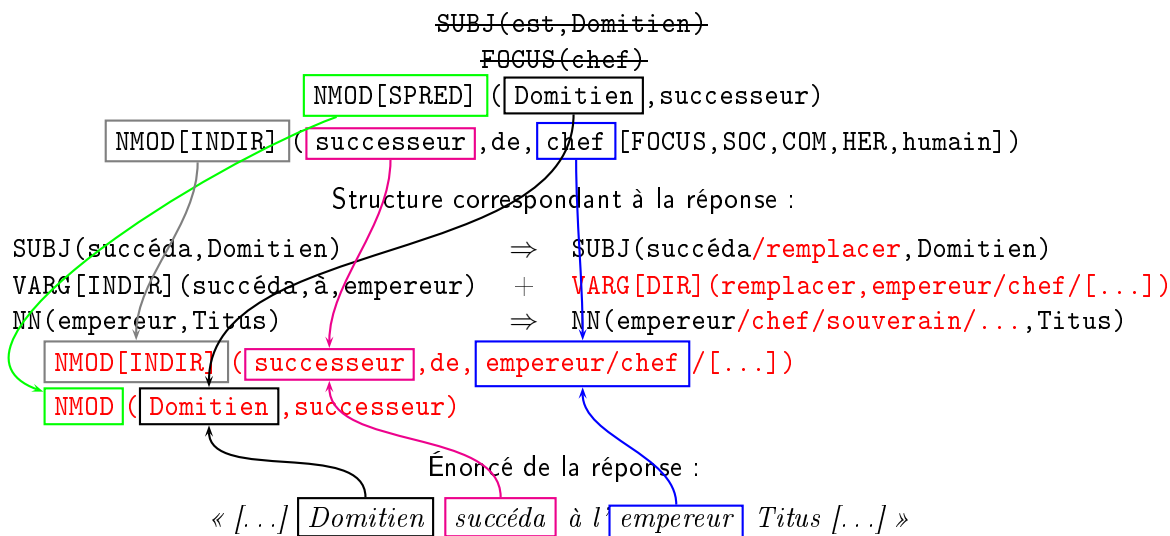 SUBJ(est,Domitien)
FOCUS(chef)
NMOD[SPRED] (Domitien,successeur)
NMOD[INDIR] (successeur,de,chef[FOCUS,SOC,COM,HER,humain])
Structure correspondant à la réponse :
SUBJ(succéda,Domitien) ⇒ SUBJ(succéda/remplacer,Domitien)
VARG[INDIR](succéda,à,empereur) + VARG[DIR](remplacer,empereur/chef/[...])
NN(empereur,Titus) ⇒ NN(empereur/chef/souverain/...,Titus)
NMOD[INDIR] (successeur,de,empereur/chef/[...])
NMOD(Domitien,successeur)
Énoncé de la réponse :
« [...] Domitien succéda à l'empereur Titus [...] »